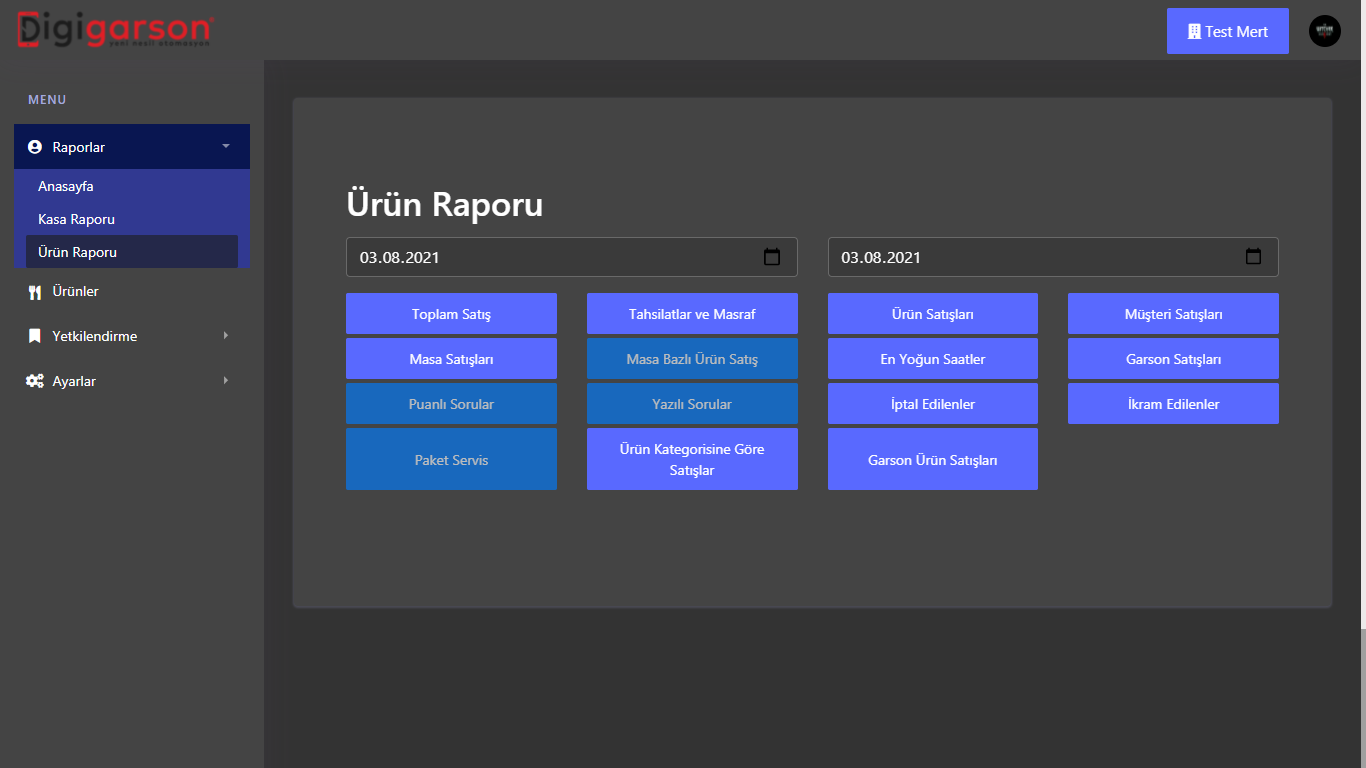 Digigarson
yeni nesil otomasyon
Test Mert
MENU
Raporlar
Anasayfa
Kasa Raporu
Ürün Raporu
Ürünler
Yetkilendirme
Ayarlar
Ürün Raporu
03.08.2021
03.08.2021
Toplam Satış
Tahsilatlar ve Masraf
Ürün Satışları
Müşteri Satışları
Masa Satışları
Masa Bazlı Ürün Satış
En Yoğun Saatler
Garson Satışları
Puanlı Sorular
Yazılı Sorular
İptal Edilenler
İkram Edilenler
Paket Servis
Ürün Kategorisine Göre
Satışlar
Garson Ürün Satışları